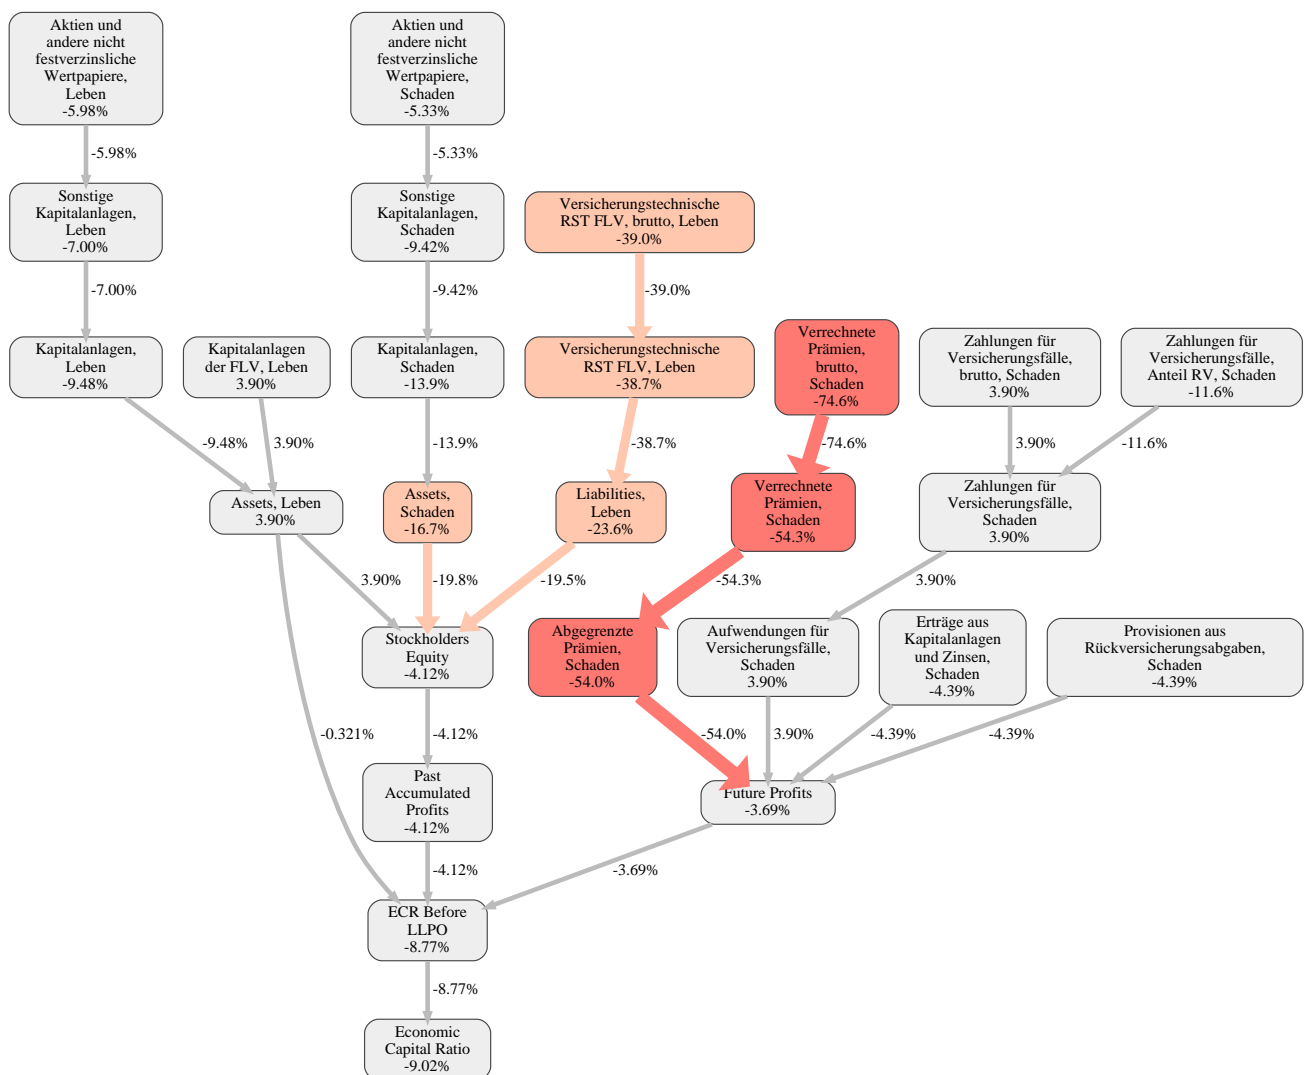 Aktien und
andere nicht
festverzinsliche
Wertpapiere,
Leben
-5.98%
Aktien und
andere nicht
festverzinsliche
Wertpapiere,
Schaden
-5.33%
-5.98%
-5.33%
Sonstige
Kapitalanlagen,
Leben
-7.00%
Sonstige
Kapitalanlagen,
Schaden
-9.42%
Versicherungstechnische
RST FLV, brutto, Leben
-39.0%
-7.00%
-9.42%
-39.0%
Kapitalanlagen,
Leben
-9.48%
Kapitalanlagen
der FLV, Leben
3.90%
Kapitalanlagen,
Schaden
-13.9%
Versicherungstechnische
RST FLV, Leben
-38.7%
Verrechnete
Prämien,
brutto,
Schaden
-74.6%
Zahlungen für
Versicherungsfälle,
brutto, Schaden
3.90%
Zahlungen für
Versicherungsfälle,
Anteil RV, Schaden
-11.6%
-9.48%
3.90%
-13.9%
-38.7%
-74.6%
3.90%
-11.6%
Assets, Leben
3.90%
Assets,
Schaden
-16.7%
Liabilities,
Leben
-23.6%
Verrechnete
Prämien,
Schaden
-54.3%
Zahlungen für
Versicherungsfälle,
Schaden
3.90%
3.90%
-19.8%
-19.5%
-54.3%
3.90%
Stockholders
Equity
-4.12%
Abgegrenzte
Prämien,
Schaden
-54.0%
Aufwendungen für
Versicherungsfälle,
Schaden
3.90%
Erträge aus
Kapitalanlagen
und Zinsen,
Schaden
-4.39%
Provisionen aus
Rückversicherungsabgaben,
Schaden
-4.39%
-0.321%
-4.12%
-54.0%
3.90%
-4.39%
-4.39%
Past
Accumulated
Profits
-4.12%
Future Profits
-3.69%
-4.12%
-3.69%
ECR Before
LLPO
-8.77%
-8.77%
Economic
Capital Ratio
-9.02%